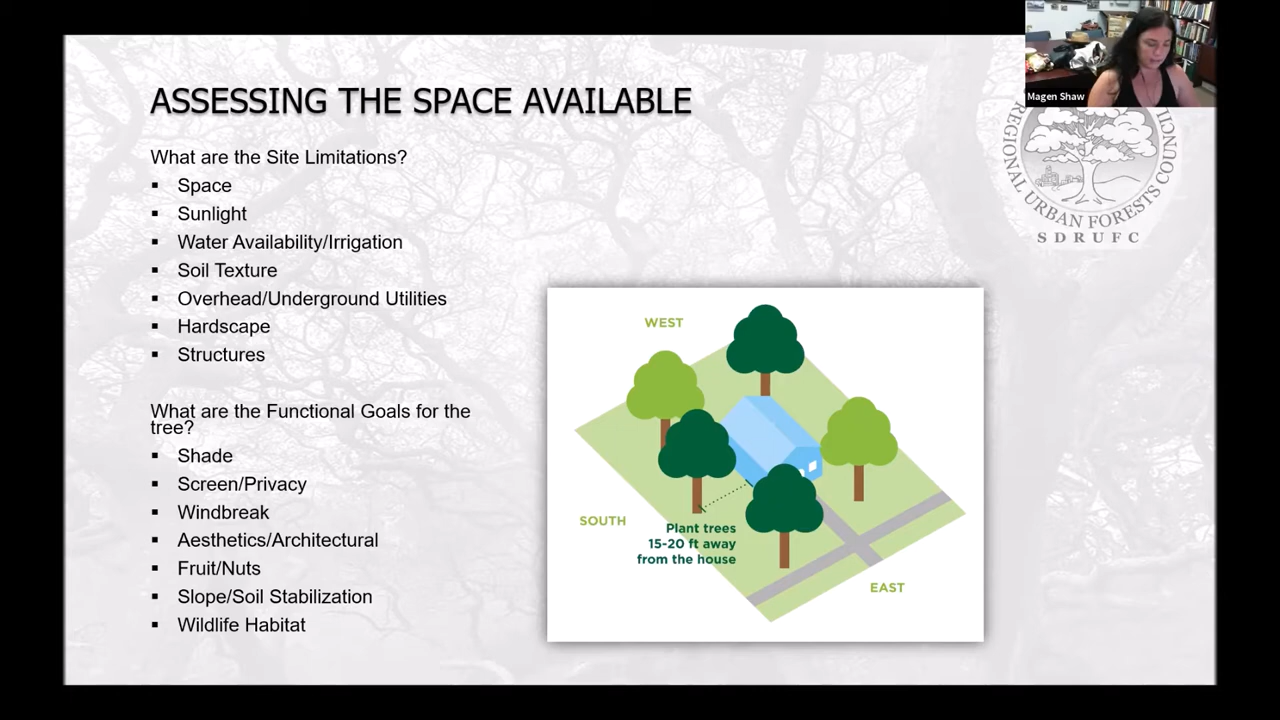 ASSESSING THE SPACE AVAILABLE
What are the Site Limitations?
▪ Space
▪ Sunlight
▪ Water Availability/Irrigation
▪ Soil Texture
▪ Overhead/Underground Utilities
▪ Hardscape
▪ Structures
What are the Functional Goals for the
tree?
▪ Shade
▪ Screen/Privacy
▪ Windbreak
▪ Aesthetics/Architectural
▪ Fruit/Nuts
▪ Slope/Soil Stabilization
▪ Wildlife Habitat
WEST
SOUTH
Plant trees
15-20 ft away
from the house
EAST
Magen Shaw
REGIONAL URBAN FORESTS
SDRUFC